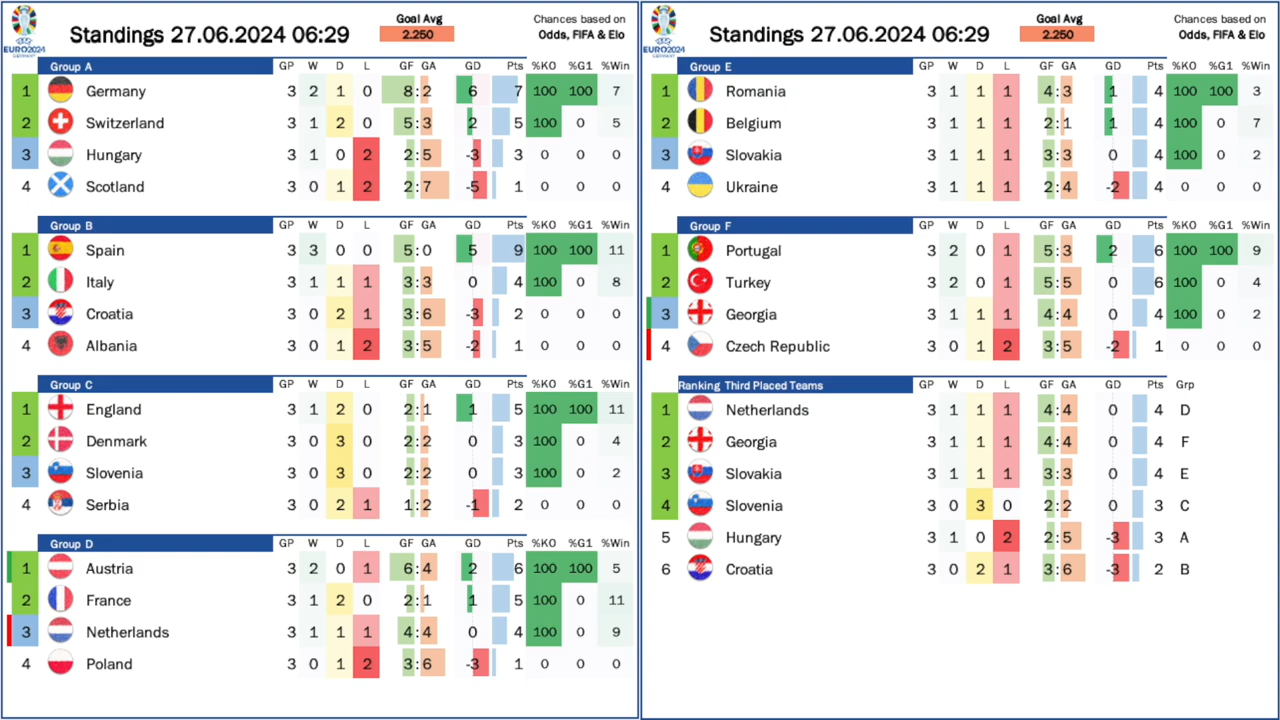 EURO2024
GERMANY
Standings 27.06.2024 06:29
Goal Avg
2.250
Chances based on
Odds, FIFA & Elo
Group A GP W D L GF GA GD Pts %KO %G1 %Win
1 Germany 3 2 1 0 8:2 6 7 100 100 7
2 Switzerland 3 1 2 0 5:3 2 5 100 0 5
3 Hungary 3 1 0 2 2:5 -3 3 0 0 0
4 Scotland 3 0 1 2 2:7 -5 1 0 0 0
Group B GP W D L GF GA GD Pts %KO %G1 %Win
1 Spain 3 3 0 0 5:0 5 9 100 100 11
2 Italy 3 1 1 1 3:3 0 4 100 0 8
3 Croatia 3 0 2 1 3:6 -3 2 0 0 0
4 Albania 3 0 1 2 3:5 -2 1 0 0 0
Group C GP W D L GF GA GD Pts %KO %G1 %Win
1 England 3 1 2 0 2:1 1 5 100 100 11
2 Denmark 3 0 3 0 2:2 0 3 100 0 4
3 Slovenia 3 0 3 0 2:2 0 3 100 0 2
4 Serbia 3 0 2 1 1:2 -1 2 0 0 0
Group D GP W D L GF GA GD Pts %KO %G1 %Win
1 Austria 3 2 0 1 6:4 2 6 100 100 5
2 France 3 1 2 0 2:1 1 5 100 0 11
3 Netherlands 3 1 1 1 4:4 0 4 100 0 9
4 Poland 3 0 1 2 3:6 -3 1 0 0 0
EURO2024
GERMANY
Standings 27.06.2024 06:29
Goal Avg
2.250
Chances based on
Odds, FIFA & Elo
Group E GP W D L GF GA GD Pts %KO %G1 %Win
1 Romania 3 1 1 1 4:3 1 4 100 100 3
2 Belgium 3 1 1 1 2:1 1 4 100 0 7
3 Slovakia 3 1 1 1 3:3 0 4 100 0 2
4 Ukraine 3 1 1 1 2:4 -2 4 0 0 0
Group F GP W D L GF GA GD Pts %KO %G1 %Win
1 Portugal 3 2 0 1 5:3 2 6 100 100 9
2 Turkey 3 2 0 1 5:5 0 6 100 0 4
3 Georgia 3 1 1 1 4:4 0 4 100 0 2
4 Czech Republic 3 0 1 2 3:5 -2 1 0 0 0
Ranking Third Placed Teams GP W D L GF GA GD Pts Grp
1 Netherlands 3 1 1 1 4:4 0 4 D
2 Georgia 3 1 1 1 4:4 0 4 F
3 Slovakia 3 1 1 1 3:3 0 4 E
4 Slovenia 3 0 3 0 2:2 0 3 C
5 Hungary 3 1 0 2 2:5 -3 3 A
6 Croatia 3 0 2 1 3:6 -3 2 B